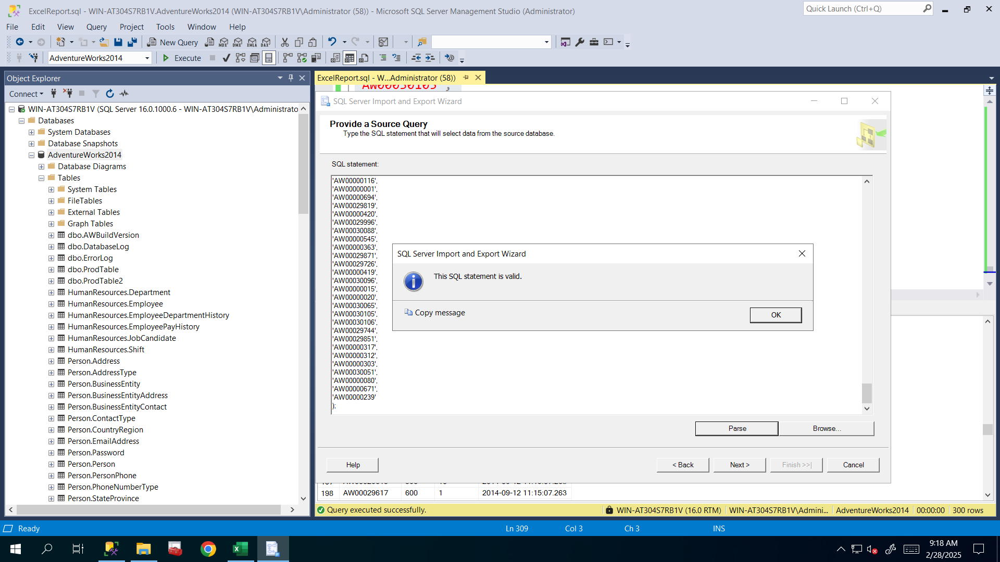 ExcelReport.sql - WIN-AT304S7RB1V.AdventureWorks2014 (WIN-AT304S7RB1V\Administrator (58)) - Microsoft SQL Server Management Studio (Administrator)
Quick Launch (Ctrl+Q)
File Edit View Query Project Tools Window Help
New Query MDX DMX XMLA DAX
AdventureWorks2014 Execute
Object Explorer
Connect
WIN-AT304S7RB1V (SQL Server 16.0.1000.6 - WIN-AT304S7RB1V\Administrato
Databases
System Databases
Database Snapshots
AdventureWorks2014
Database Diagrams
Tables
System Tables
FileTables
External Tables
Graph Tables
dbo.AWBuildVersion
dbo.DatabaseLog
dbo.ErrorLog
dbo.ProdTable
dbo.ProdTable2
HumanResources.Department
HumanResources.Employee
HumanResources.EmployeeDepartmentHistory
HumanResources.EmployeePayHistory
HumanResources.JobCandidate
HumanResources.Shift
Person.Address
Person.AddressType
Person.BusinessEntity
Person.BusinessEntityAddress
Person.BusinessEntityContact
Person.ContactType
Person.CountryRegion
Person.EmailAddress
Person.Password
Person.Person
Person.PersonPhone
Person.PhoneNumberType
Person.StateProvince
ExcelReport.sql - W...Administrator (58))
SQL Server Import and Export Wizard
Provide a Source Query
Type the SQL statement that will select data from the source database.
SQL statement:
'AW00000116',
'AW00000001',
'AW00000694',
'AW00029819',
'AW00000420',
'AW00029996',
'AW00030088',
'AW00000545',
'AW00000363',
'AW00029871',
'AW00029726',
'AW00000419',
'AW00030096',
'AW00000015',
'AW00000020',
'AW00030065',
'AW00030105',
'AW00030106',
'AW00029744',
'AW00029851',
'AW00000317',
'AW00000312',
'AW00000303',
'AW00030051',
'AW00000080',
'AW00000671',
'AW00000239'
);
SQL Server Import and Export Wizard
This SQL statement is valid.
Copy message OK
Parse Browse...
Help < Back Next > Finish >>| Cancel
198 AW00029617 600 1 2014-09-12 11:15:07.263
Query executed successfully. WIN-AT304S7RB1V (16.0 RTM) WIN-AT304S7RB1V\Admini... AdventureWorks2014 00:00:00 300 rows
Ready Ln 309 Col 3 Ch 3 INS
9:18 AM
2/28/2025